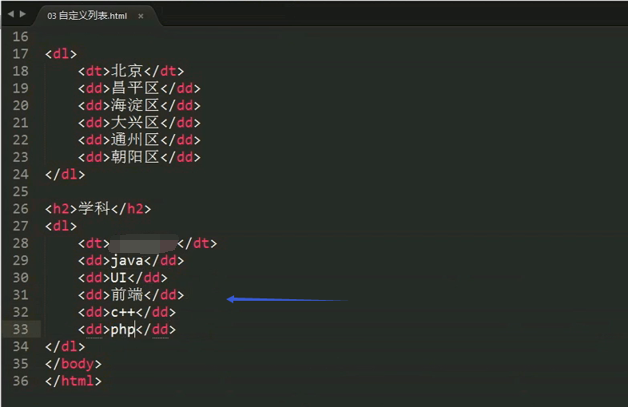 03 自定义列表.html ×
16
17 <dl>
18 <dt>北京</dt>
19 <dd>昌平区</dd>
20 <dd>海淀区</dd>
21 <dd>大兴区</dd>
22 <dd>通州区</dd>
23 <dd>朝阳区</dd>
24 </dl>
25
26 <h2>学科</h2>
27 <dl>
28 <dt></dt>
29 <dd>java</dd>
30 <dd>UI</dd>
31 <dd>前端</dd>
32 <dd>c++</dd>
33 <dd>php</dd>
34 </dl>
35 </body>
36 </html>